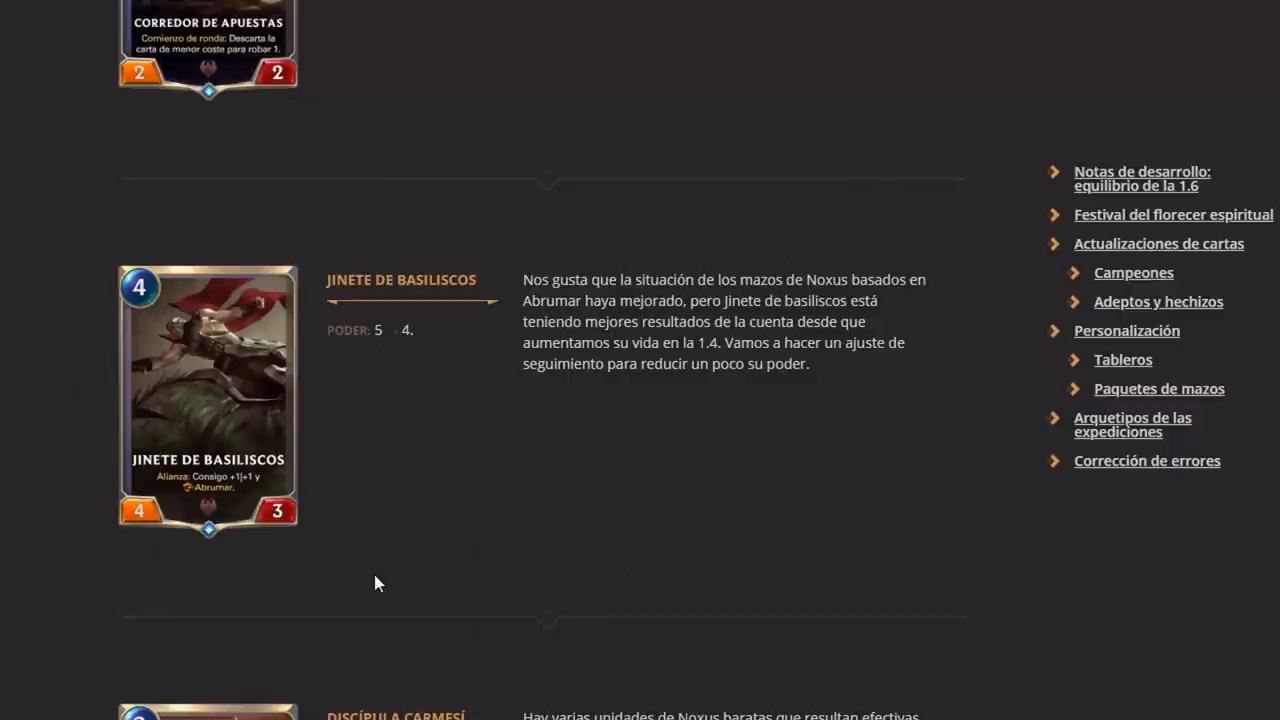 CORREDOR DE APUESTAS
Comienzo de ronda: Descarta la
carta de menor coste para robar 1.
2 2
Notas de desarrollo:
equilibrio de la 1.6
Festival del florecer espiritual
Actualizaciones de cartas
Campeones
Adeptos y hechizos
Personalización
Tableros
Paquetes de mazos
Arquetipos de las
expediciones
Corrección de errores
4
JINETE DE BASILISCOS
Alianza: Consigo +1|+1 y
Abrumar.
4 3
JINETE DE BASILISCOS
PODER: 5 4.
Nos gusta que la situación de los mazos de Noxus basados en
Abrumar haya mejorado, pero Jinete de basiliscos está
teniendo mejores resultados de la cuenta desde que
aumentamos su vida en la 1.4. Vamos a hacer un ajuste de
seguimiento para reducir un poco su poder.
DISCÍPULA CARMESÍ
Hay varias unidades de Noxus baratas que resultan efectivas